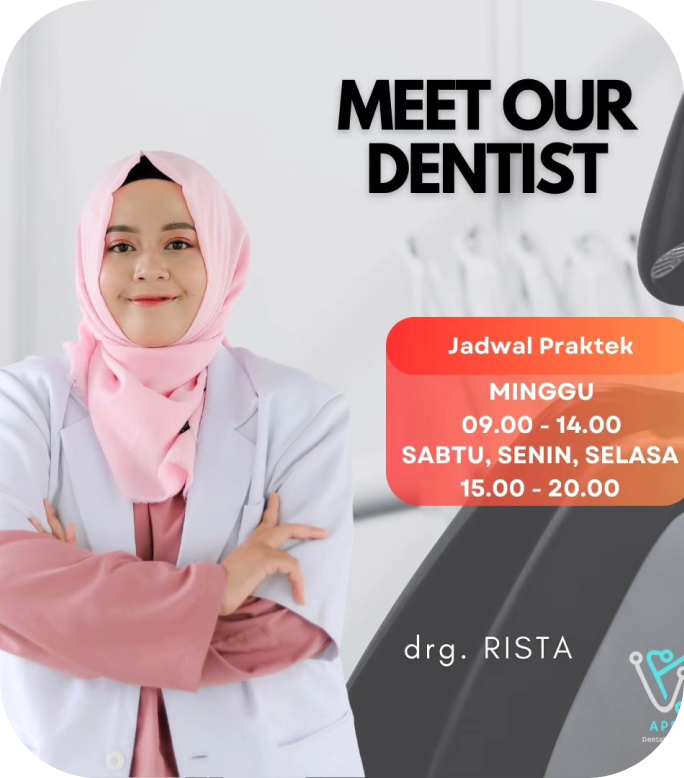 MEET OUR
DENTIST
Jadwal Praktek
MINGGU
09.00 - 14.00
SABTU, SENIN, SELASA
15.00 - 20.00
drg. RISTA